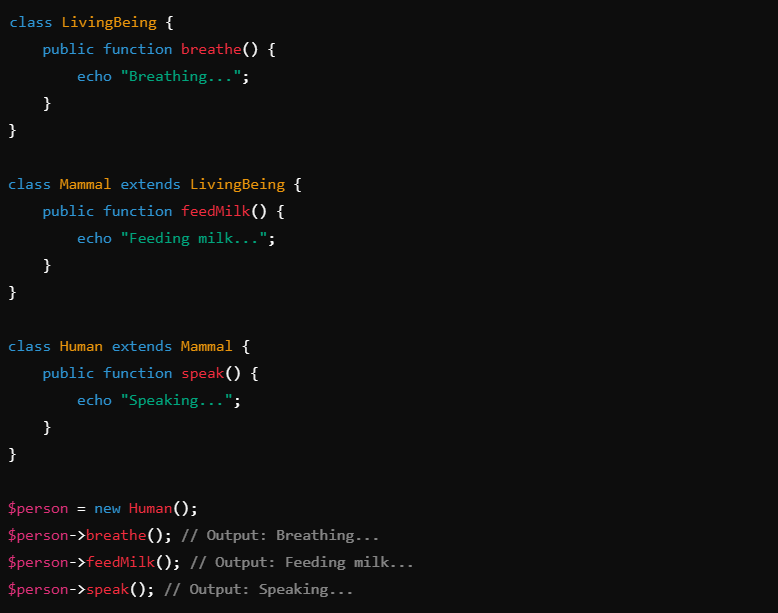 class LivingBeing {
    public function breathe() {
        echo "Breathing...";
    }
}

class Mammal extends LivingBeing {
    public function feedMilk() {
        echo "Feeding milk...";
    }
}

class Human extends Mammal {
    public function speak() {
        echo "Speaking...";
    }
}

$person = new Human();
$person->breathe(); // Output: Breathing...
$person->feedMilk(); // Output: Feeding milk...
$person->speak(); // Output: Speaking...